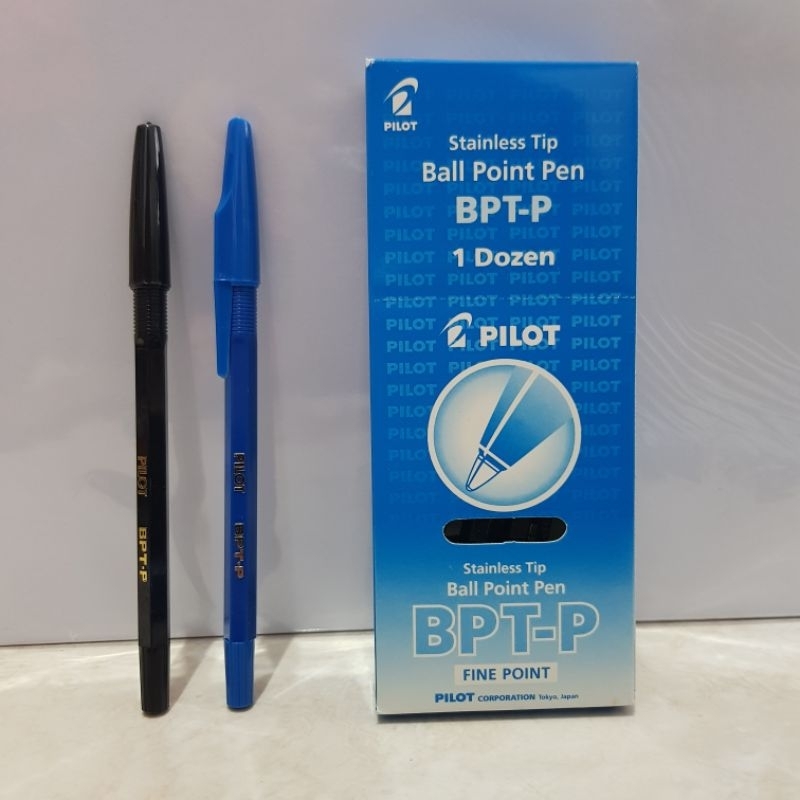 PILOT BPT-P
PILOT BPT-P
PILOT
Stainless Tip
Ball Point Pen
BPT-P
1 Dozen
PILOT
Stainless Tip
Ball Point Pen
BPT-P
FINE POINT
PILOT CORPORATION Tokyo, Japan